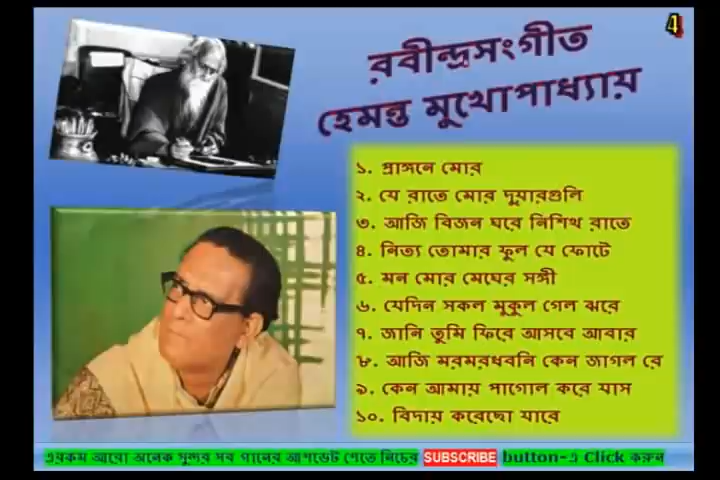 4
রবীন্দ্রসংগীত
হেমন্ত মুখোপাধ্যায়
১. প্রাঙ্গনে মোর
২. যে রাতে মোর দুয়ারগুলি
৩. আজি বিজন ঘরে নিশিথ রাতে
৪. নিত্য তোমার ফুল যে ফোটে
৫. মন মোর মেঘের সঙ্গী
৬. যেদিন সকল মুকুল গেল ঝরে
৭. জানি তুমি ফিরে আসবে আবার
৮. আজি মরমরধবনি কেন জাগল রে
৯. কেন আমায় পাগোল করে যাস
১০. বিদায় করেছো যারে
এরকম আরো অনেক সুন্দর সব গানের আপডেট পেতে নিচের SUBSCRIBE button-এ Click করুন